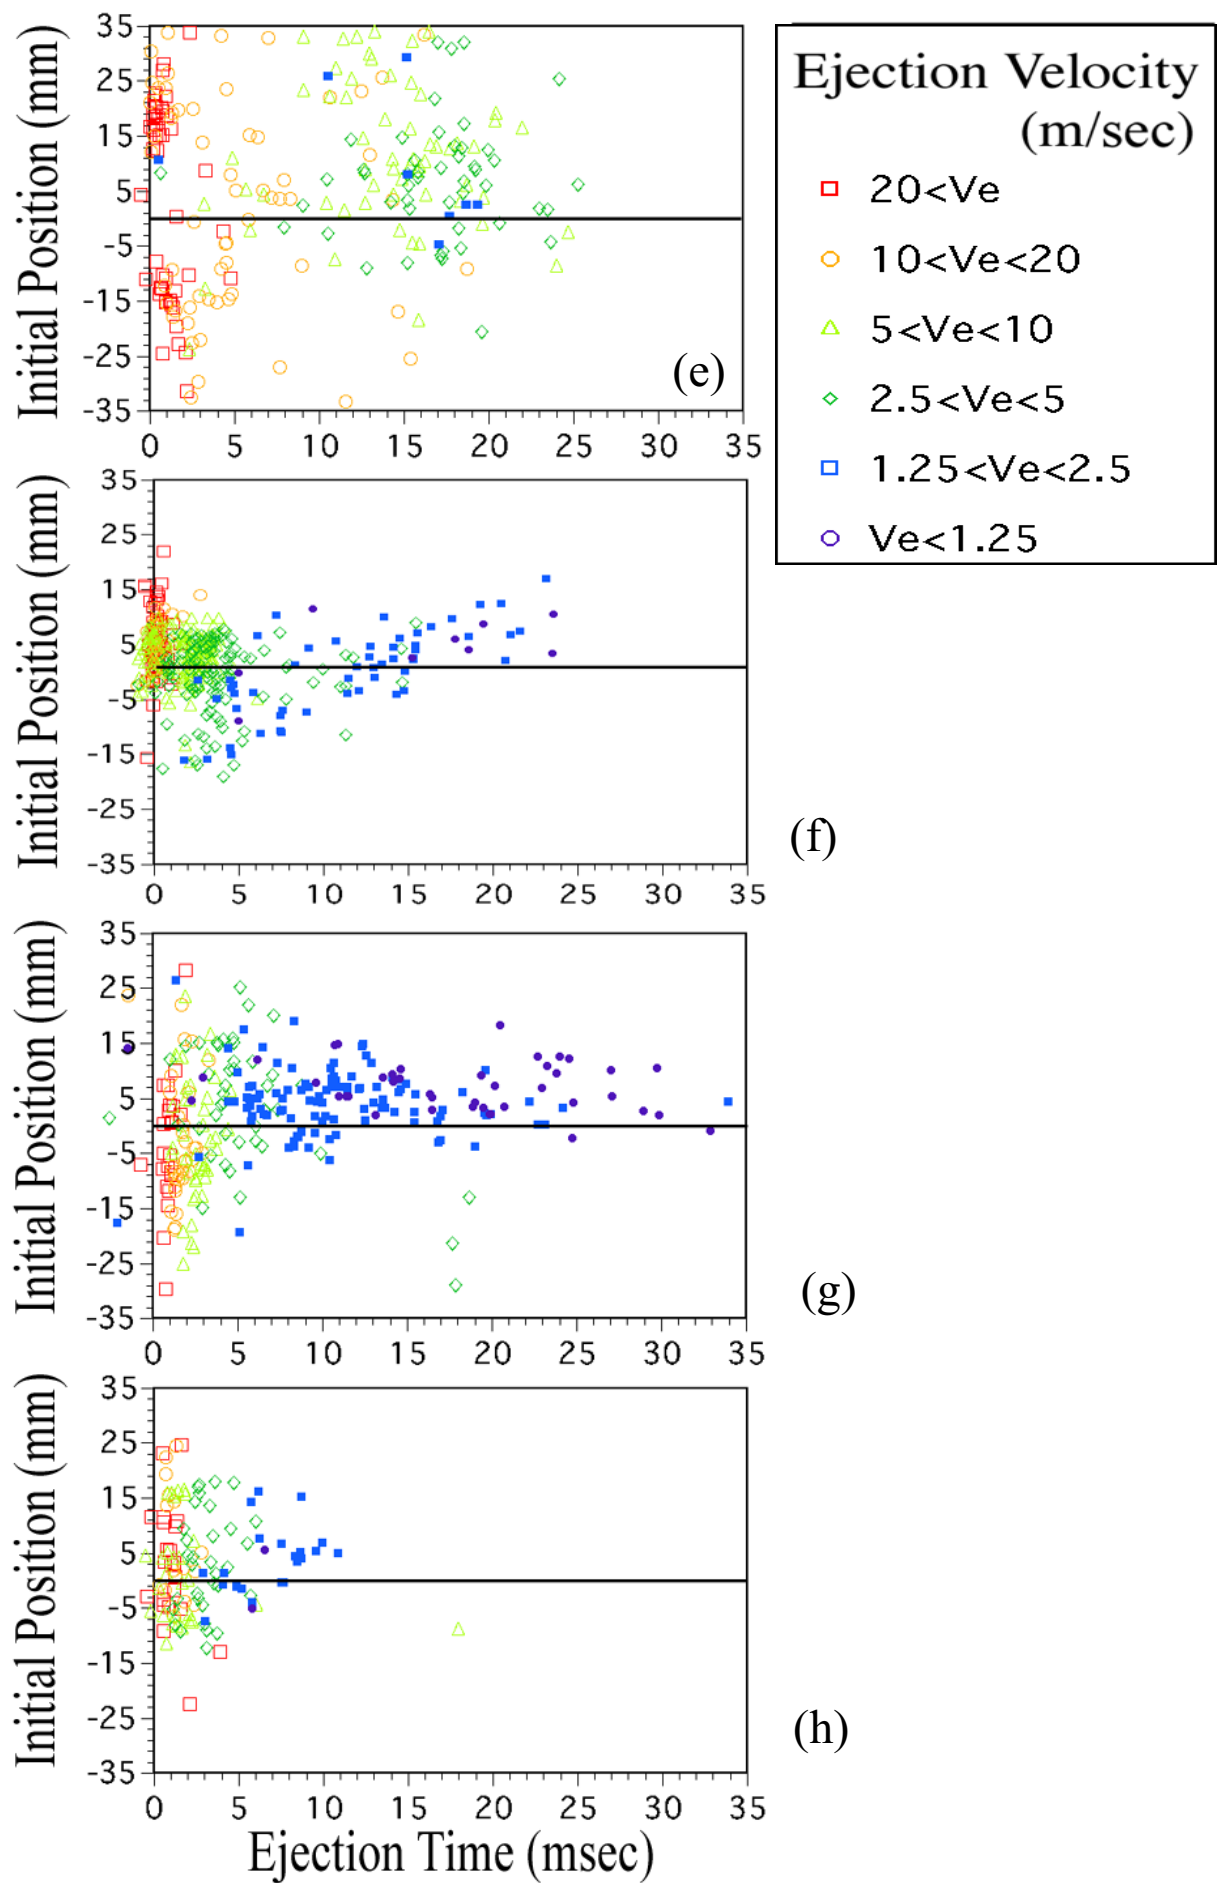 35
25
15
5
-5
-15
-25
-35
Initial Position (mm)
(e)
0 5 10 15 20 25 30 35
Ejection Velocity
(m/sec)
20<Ve
10<Ve<20
5<Ve<10
2.5<Ve<5
1.25<Ve<2.5
Ve<1.25
35
25
15
5
-5
-15
-25
-35
Initial Position (mm)
(f)
0 5 10 15 20 25 30 35
35
25
15
5
-5
-15
-25
-35
Initial Position (mm)
(g)
0 5 10 15 20 25 30 35
35
25
15
5
-5
-15
-25
-35
Initial Position (mm)
(h)
0 5 10 15 20 25 30 35
Ejection Time (msec)